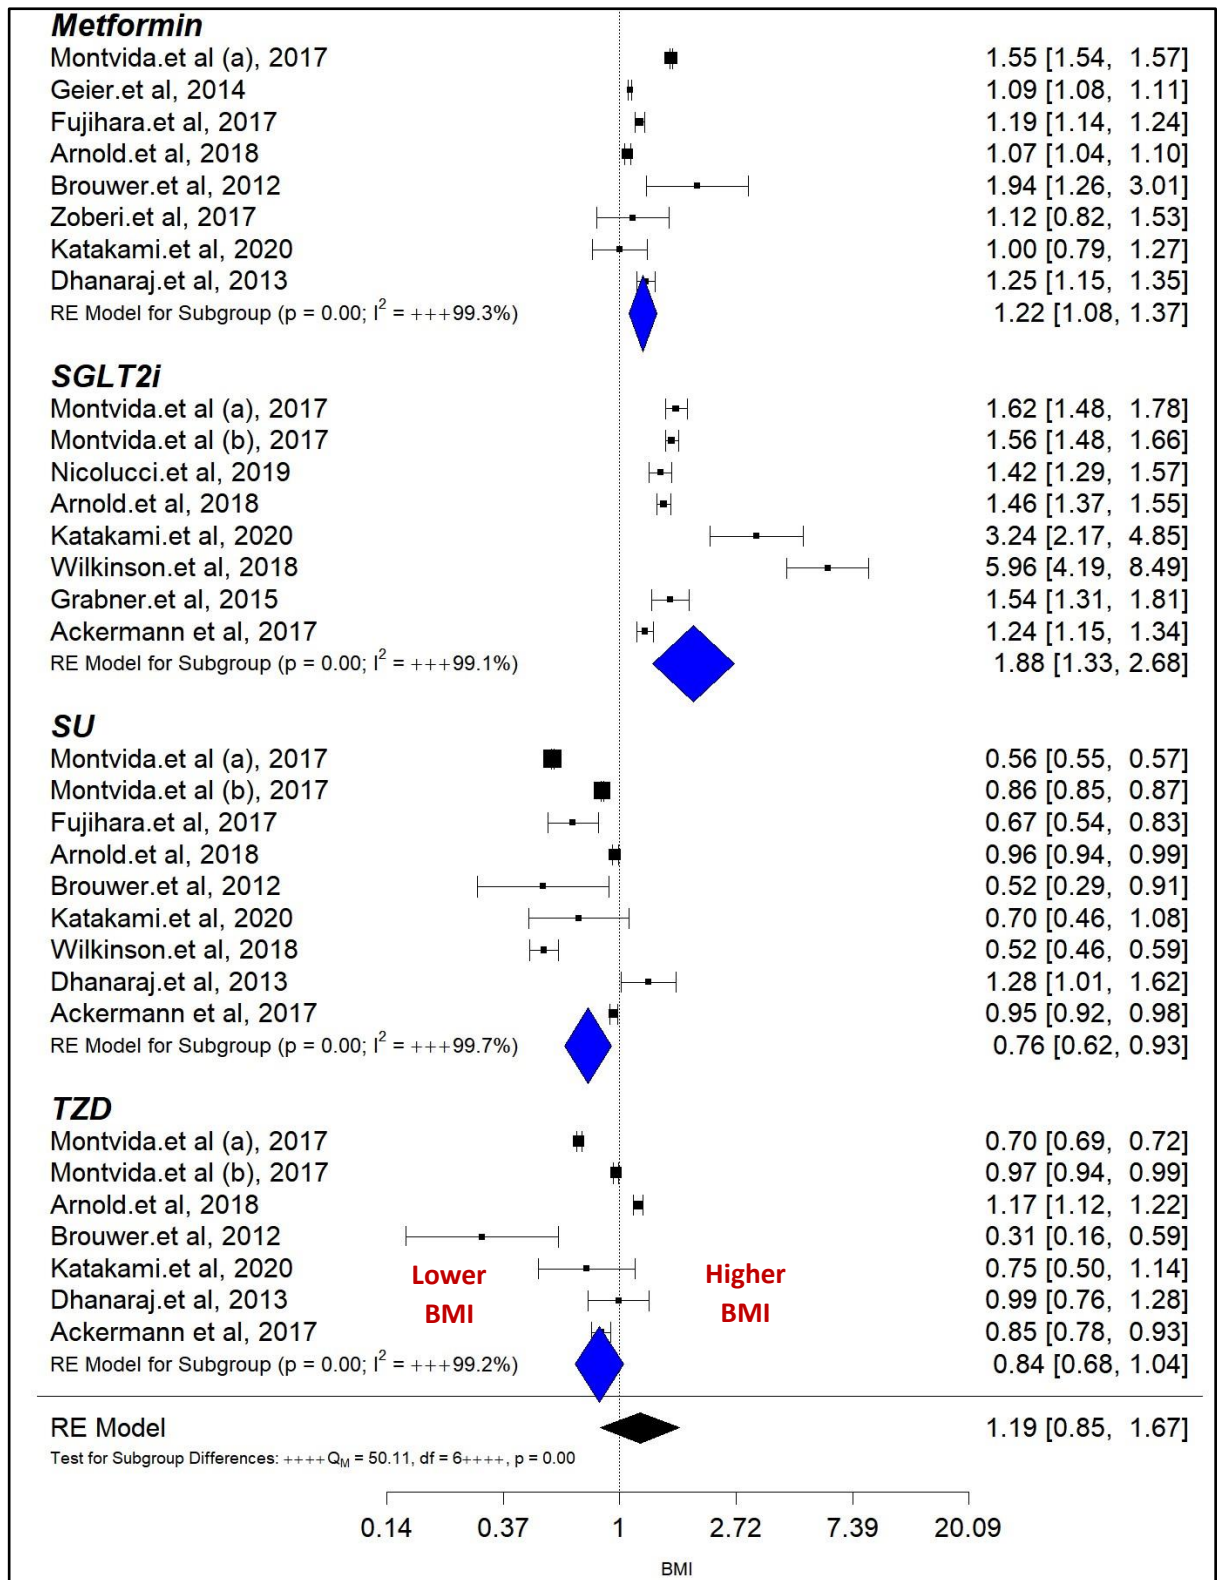 Metformin
Montvida.et al (a), 2017 1.55 [1.54, 1.57]
Geier.et al, 2014 1.09 [1.08, 1.11]
Fujihara.et al, 2017 1.19 [1.14, 1.24]
Arnold.et al, 2018 1.07 [1.04, 1.10]
Brouwer.et al, 2012 1.94 [1.26, 3.01]
Zoberi.et al, 2017 1.12 [0.82, 1.53]
Katakami.et al, 2020 1.00 [0.79, 1.27]
Dhanaraj.et al, 2013 1.25 [1.15, 1.35]
RE Model for Subgroup (p = 0.00; I² = +++99.3%) 1.22 [1.08, 1.37]
SGLT2i
Montvida.et al (a), 2017 1.62 [1.48, 1.78]
Montvida.et al (b), 2017 1.56 [1.48, 1.66]
Nicolucci.et al, 2019 1.42 [1.29, 1.57]
Arnold.et al, 2018 1.46 [1.37, 1.55]
Katakami.et al, 2020 3.24 [2.17, 4.85]
Wilkinson.et al, 2018 5.96 [4.19, 8.49]
Grabner.et al, 2015 1.54 [1.31, 1.81]
Ackermann et al, 2017 1.24 [1.15, 1.34]
RE Model for Subgroup (p = 0.00; I² = +++99.1%) 1.88 [1.33, 2.68]
SU
Montvida.et al (a), 2017 0.56 [0.55, 0.57]
Montvida.et al (b), 2017 0.86 [0.85, 0.87]
Fujihara.et al, 2017 0.67 [0.54, 0.83]
Arnold.et al, 2018 0.96 [0.94, 0.99]
Brouwer.et al, 2012 0.52 [0.29, 0.91]
Katakami.et al, 2020 0.70 [0.46, 1.08]
Wilkinson.et al, 2018 0.52 [0.46, 0.59]
Dhanaraj.et al, 2013 1.28 [1.01, 1.62]
Ackermann et al, 2017 0.95 [0.92, 0.98]
RE Model for Subgroup (p = 0.00; I² = +++99.7%) 0.76 [0.62, 0.93]
TZD
Montvida.et al (a), 2017 0.70 [0.69, 0.72]
Montvida.et al (b), 2017 0.97 [0.94, 0.99]
Arnold.et al, 2018 1.17 [1.12, 1.22]
Brouwer.et al, 2012 0.31 [0.16, 0.59]
Katakami.et al, 2020 0.75 [0.50, 1.14]
Lower Higher
Dhanaraj.et al, 2013 0.99 [0.76, 1.28]
BMI BMI
Ackermann et al, 2017 0.85 [0.78, 0.93]
RE Model for Subgroup (p = 0.00; I² = +++99.2%) 0.84 [0.68, 1.04]
RE Model 1.19 [0.85, 1.67]
Test for Subgroup Differences: ++++Q_M = 50.11, df = 6++++, p = 0.00
0.14 0.37 1 2.72 7.39 20.09
BMI